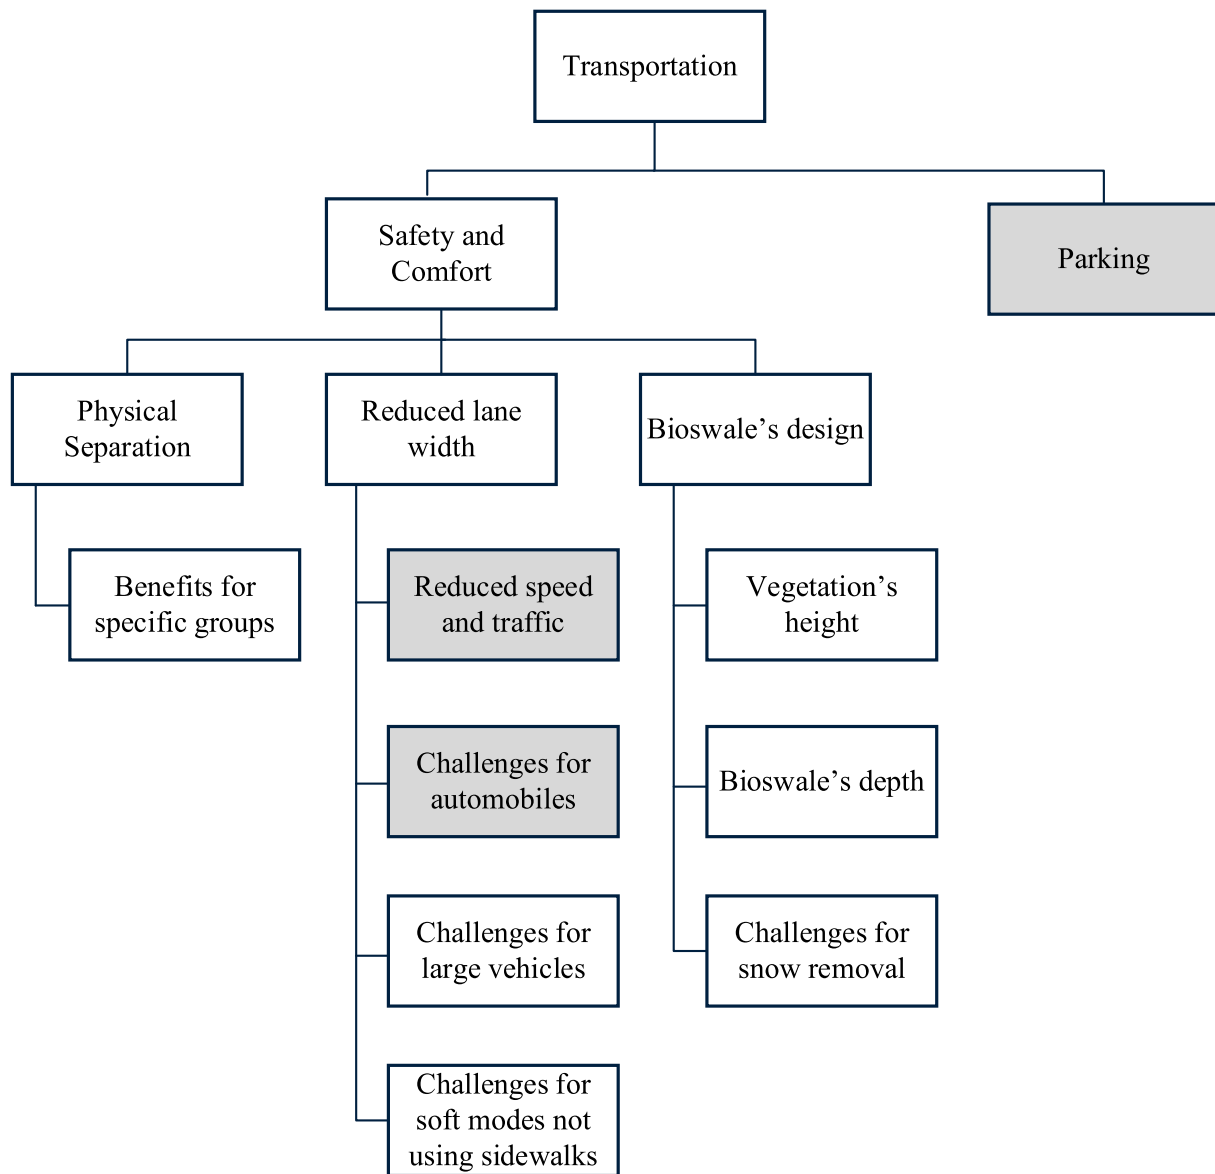 Transportation
Safety and
Comfort
Parking
Physical
Separation
Reduced lane
width
Bioswale’s design
Benefits for
specific groups
Reduced speed
and traffic
Vegetation’s
height
Challenges for
automobiles
Bioswale’s depth
Challenges for
large vehicles
Challenges for
snow removal
Challenges for
soft modes not
using sidewalks